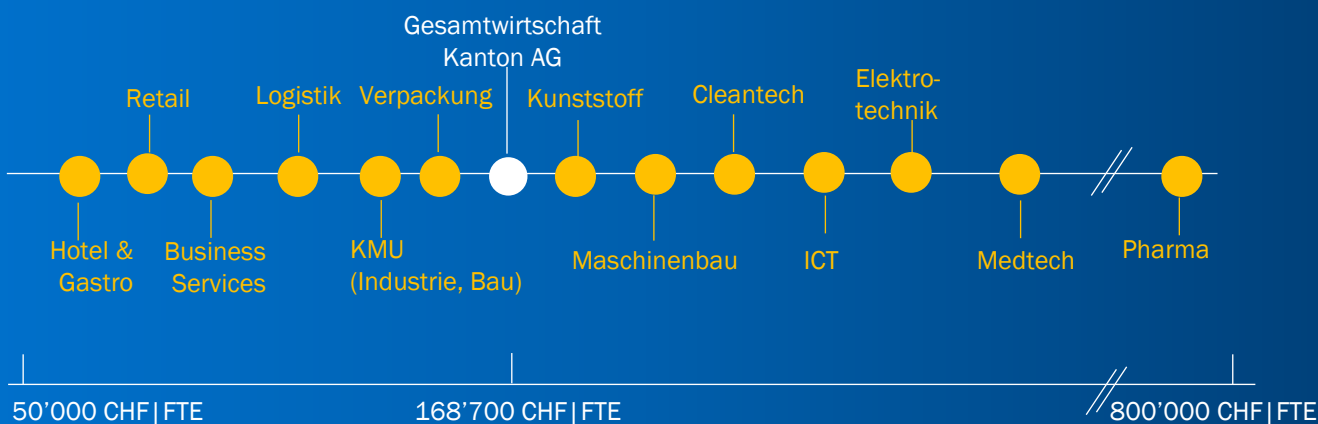 Gesamtwirtschaft
Kanton AG
Retail
Logistik
Verpackung
Kunststoff
Cleantech
Elektro-
technik
Hotel &
Gastro
Business
Services
KMU
(Industrie, Bau)
Maschinenbau
ICT
Medtech
Pharma
50’000 CHF|FTE
168’700 CHF|FTE
800’000 CHF|FTE